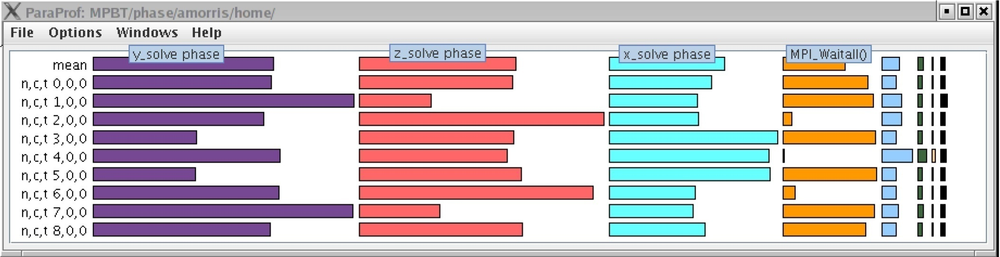 ParaProf: MPBT/phase/amorris/home/
File Options Windows Help
y_solve phase z_solve phase x_solve phase MPI_Waitall()
mean
n,c,t 0,0,0
n,c,t 1,0,0
n,c,t 2,0,0
n,c,t 3,0,0
n,c,t 4,0,0
n,c,t 5,0,0
n,c,t 6,0,0
n,c,t 7,0,0
n,c,t 8,0,0